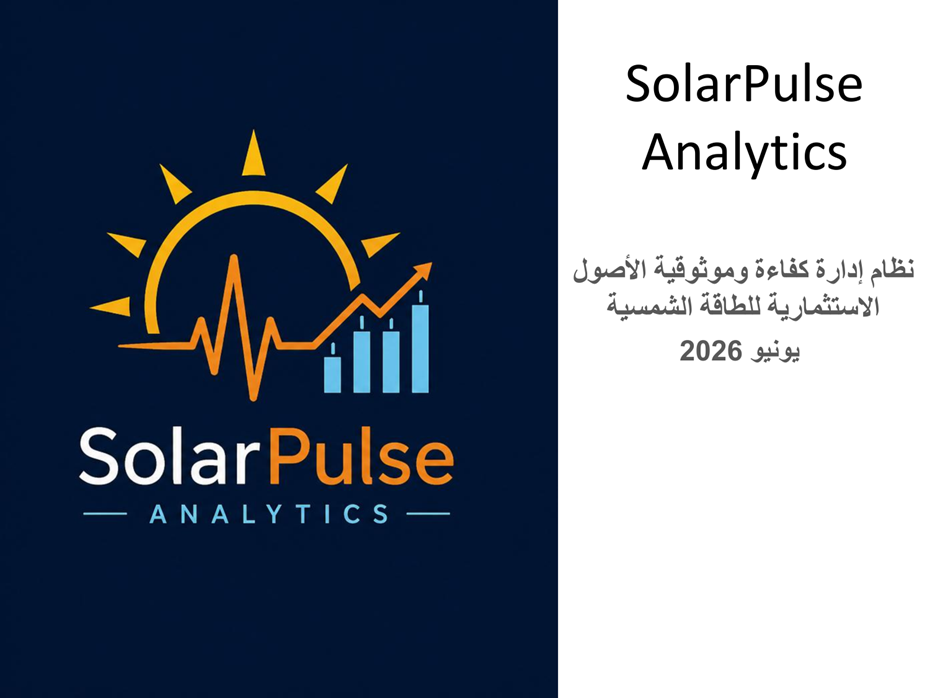 SolarPulse
ANALYTICS
SolarPulse
Analytics
نظام إدارة كفاءة وموثوقية الأصول
الاستثمارية للطاقة الشمسية
يونيو 2026